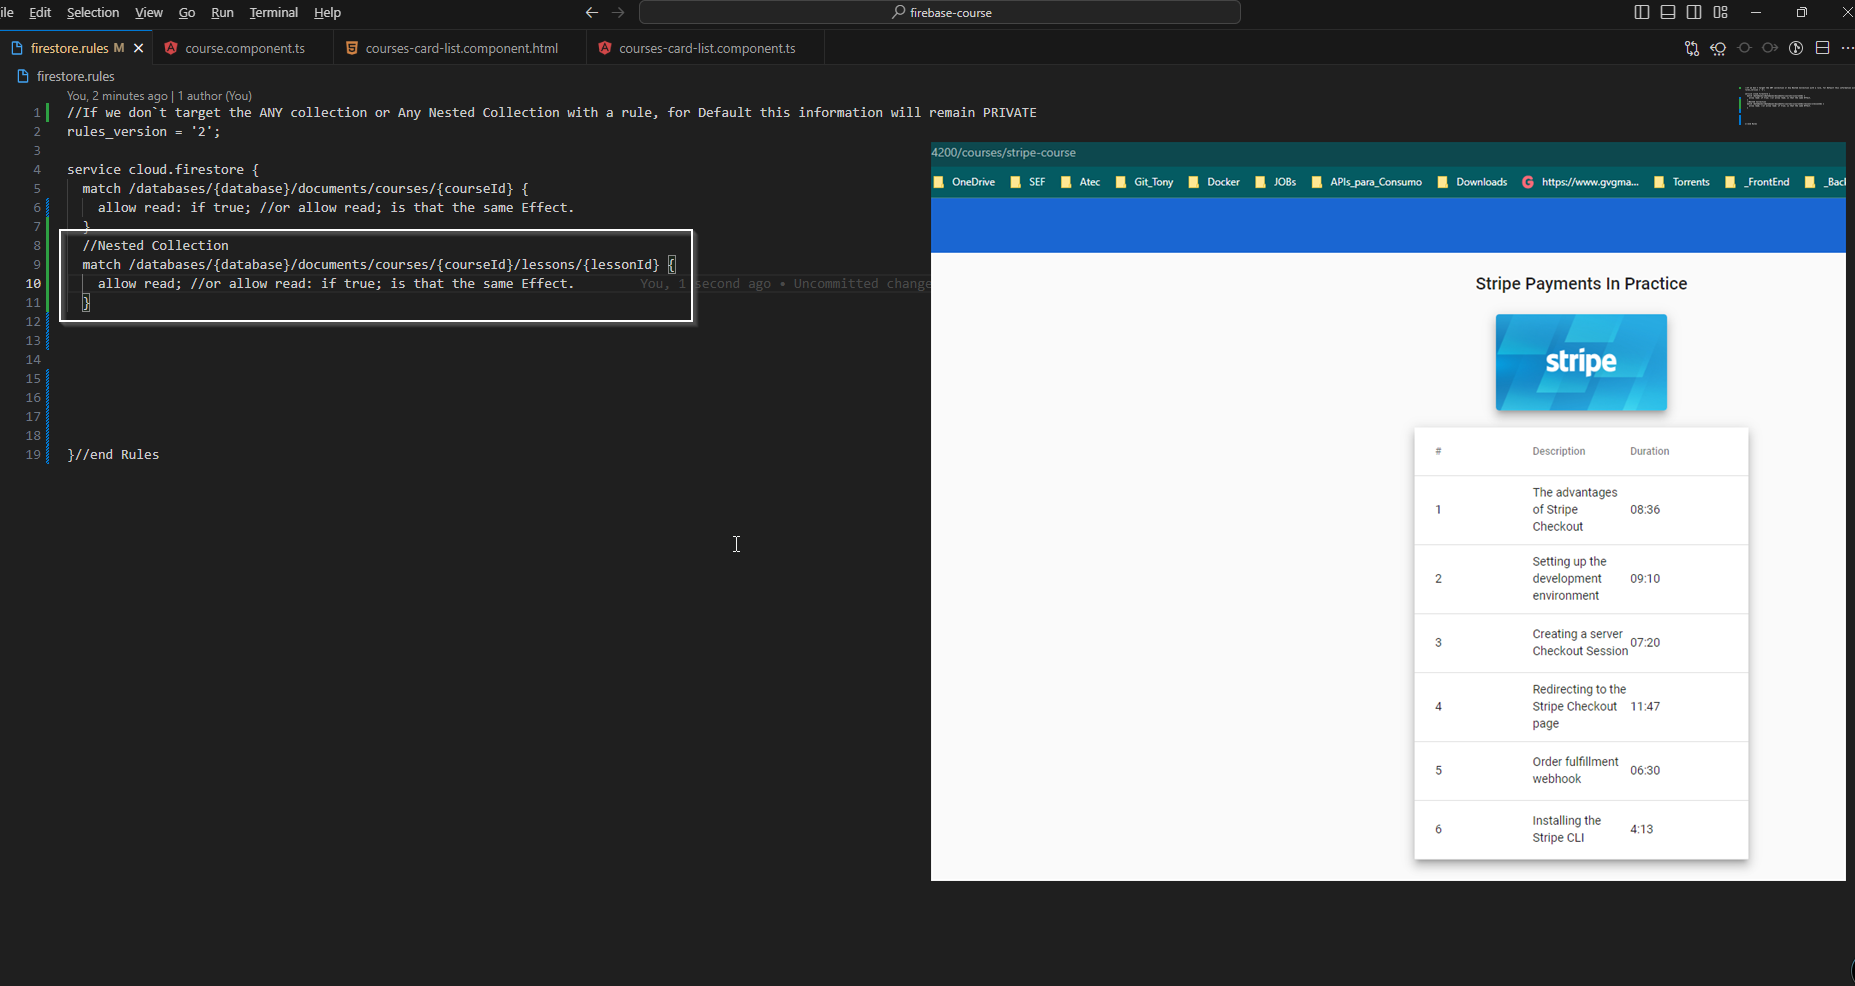 ile Edit Selection View Go Run Terminal Help
firebase-course
firestore.rules M course.component.ts courses-card-list.component.html courses-card-list.component.ts
firestore.rules
You, 2 minutes ago | 1 author (You)
1 //If we don`t target the ANY collection or Any Nested Collection with a rule, for Default this information will remain PRIVATE
2 rules_version = '2';
3
4 service cloud.firestore {
5 match /databases/{database}/documents/courses/{courseId} {
6 allow read: if true; //or allow read; is that the same Effect.
7 }
8 //Nested Collection
9 match /databases/{database}/documents/courses/{courseId}/lessons/{lessonId} {
10 allow read; //or allow read: if true; is that the same Effect. You, 1 second ago • Uncommitted change
11 }
12
13
14
15
16
17
18
19 }//end Rules
4200/courses/stripe-course
OneDrive SEF Atec Git_Tony Docker JOBs APIs_para_Consumo Downloads https://www.gvgma... Torrents _FrontEnd _Bac
Stripe Payments In Practice
stripe
# Description Duration
1 The advantages of Stripe Checkout 08:36
2 Setting up the development environment 09:10
3 Creating a server Checkout Session 07:20
4 Redirecting to the Stripe Checkout page 11:47
5 Order fulfillment webhook 06:30
6 Installing the Stripe CLI 4:13